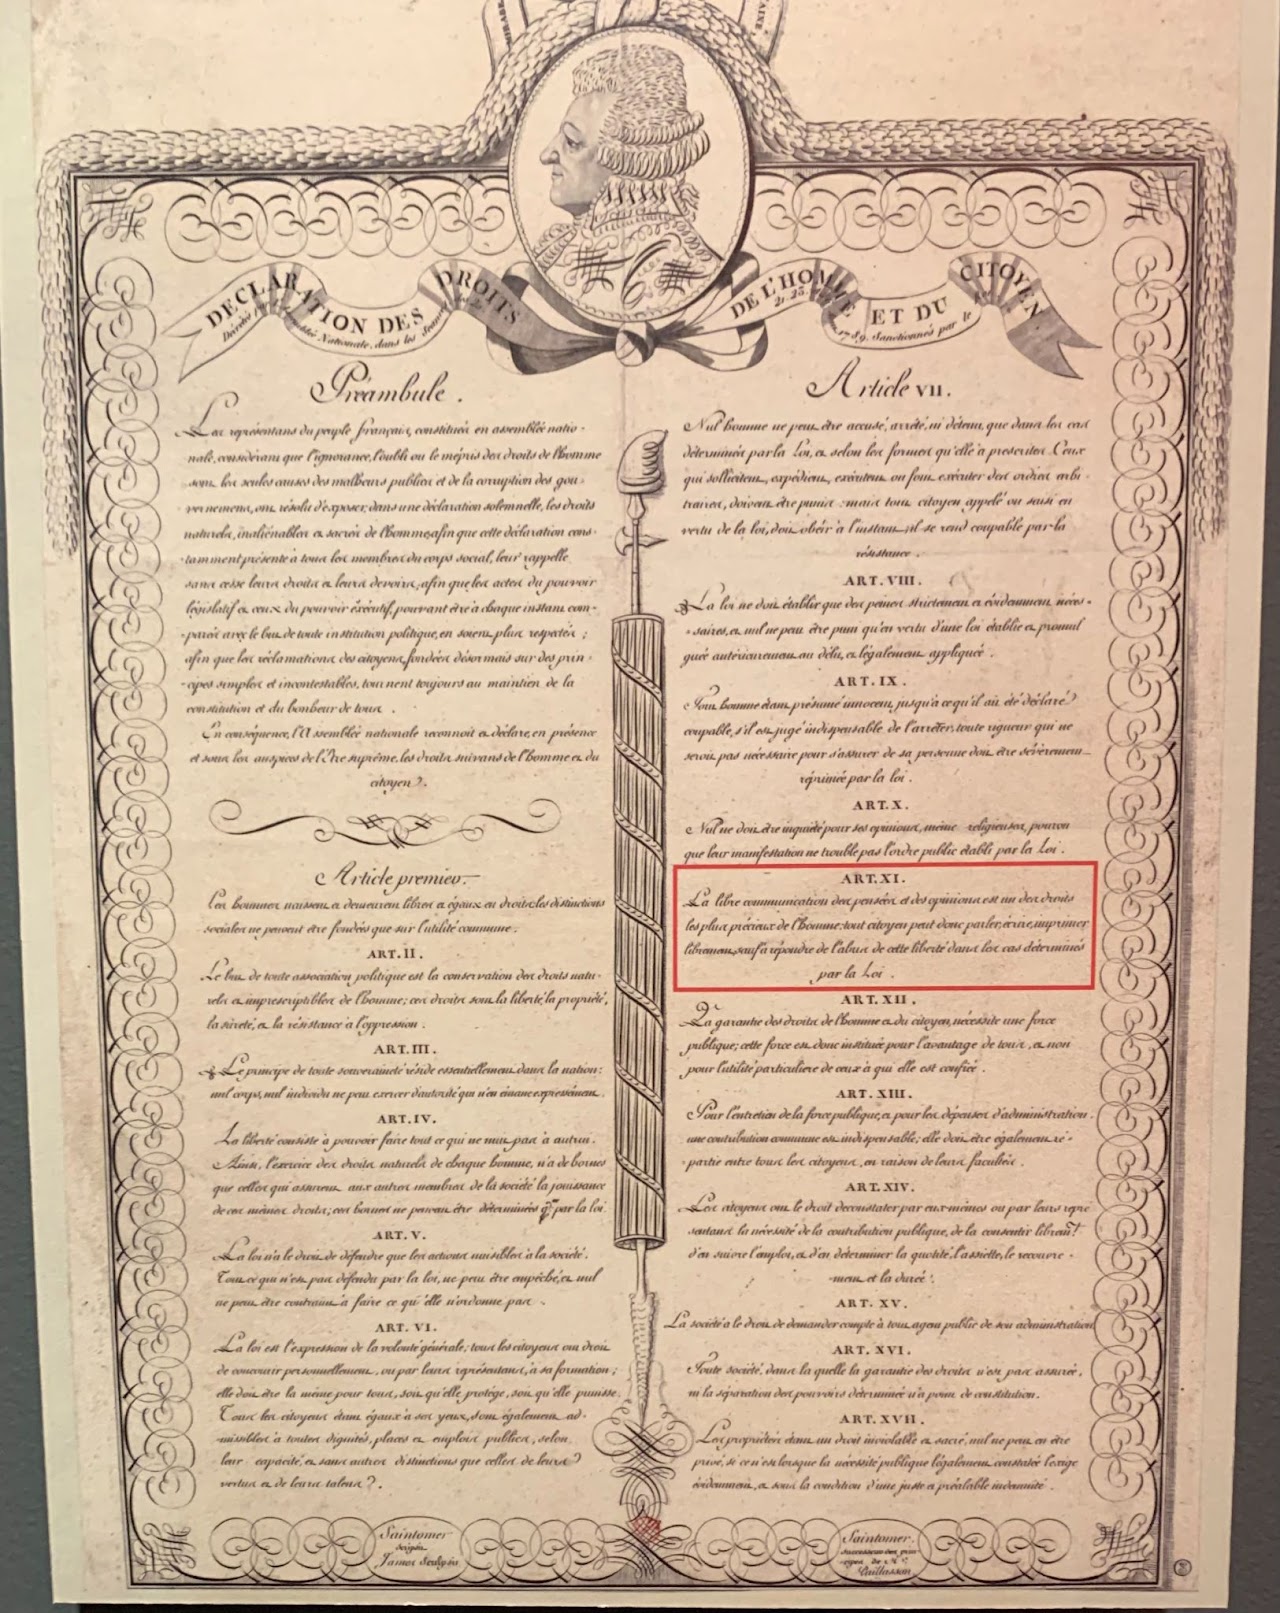 DECLARATION DES DROITS DE L'HOMME ET DU CITOYEN
Nationale, dans les
1789. Sanctionnés par le
Préambule.
Les représentans du peuple français, constitués en assemblée natio-
nale, considérant que l'ignorance, l'oubli ou le mépris des droits de l'homme
sont les seules causes des malheurs publics et de la corruption des gou-
vernemens, ont résolu d'exposer, dans une déclaration solemnelle, les droits
naturels, inaliénables et sacrés de l'homme, afin que cette déclaration cons-
tamment présente à tous les membres du corps social, leur rappelle
sans cesse leurs droits et leurs devoirs, afin que les actes du pouvoir
législatif et ceux du pouvoir éxécutif, pouvant être à chaque instant com-
parés avec le but de toute institution politique, en soient plus respectés;
afin que les réclamations des citoyens, fondées désormais sur des prin-
cipes simples et incontestables, tournent toujours au maintien de la
constitution et du bonheur de tous.
En conséquence, l'Assemblée nationale reconnoit et déclare, en présence
et sous les auspices de l'Etre suprême, les droits suivans de l'homme et du
citoyen.
Article premier.
Les hommes naissent et demeurent libres et égaux en droits; les distinctions
sociales ne peuvent être fondées que sur l'utilité commune.
ART. II.
Le but de toute association politique est la conservation des droits natu-
rels et imprescriptibles de l'homme; ces droits sont la liberté, la propriété,
la sûreté, et la résistance à l'oppression.
ART. III.
Le principe de toute souveraineté réside essentiellement dans la nation:
nul corps, nul individu ne peut exercer d'autorité qui n'en émane expressément.
ART. IV.
La liberté consiste à pouvoir faire tout ce qui ne nuit pas à autrui.
Ainsi, l'exercice des droits naturels de chaque homme, n'a de bornes
que celles qui assurent aux autres membres de la société la jouissance
de ces mêmes droits; ces bornes ne peuvent être déterminées q. par la loi.
ART. V.
La loi n'a le droit de défendre que les actions nuisibles à la société.
Tout ce qui n'est pas défendu par la loi, ne peut être empêché, et nul
ne peut être contraint à faire ce qu'elle n'ordonne pas.
ART. VI.
La loi est l'expression de la volonté générale; tous les citoyens ont droit
de concourir personnellement, ou par leurs représentans, à sa formation;
elle doit être la même pour tous, soit qu'elle protège, soit qu'elle punisse.
Tous les citoyens étant égaux à ses yeux, sont également ad-
missibles à toutes dignités, places et emplois publics, selon
leur capacité, et sans autres distinctions que celles de leurs
vertus et de leurs talens.
Article VII.
Nul homme ne peut être accusé, arrêté, ni détenu, que dans les cas
déterminés par la Loi, et selon les formes qu'elle à prescrites. Ceux
qui sollicitent, expédient, exécutent ou font exécuter des ordres arbi-
traires, doivent être punis mais tout citoyen appelé ou saisi en
vertu de la loi, doit obéir à l'instant, il se rend coupable par la
résistance.
ART. VIII.
La loi ne doit établir que des peines strictement et évidemment néces-
saires, et nul ne peut être puni qu'en vertu d'une loi établie et promul
guée antérieurement au délit, et légalement appliquée.
ART. IX.
Tout homme étant présumé innocent, jusqu'à ce qu'il ait été déclaré
coupable, s'il est jugé indispensable de l'arrêter, toute rigueur qui ne
seroit pas nécessaire pour s'assurer de sa personne doit être sévèrement
réprimée par la loi.
ART. X.
Nul ne doit être inquiété pour ses opinions, même religieuses, pourvu
que leur manifestation ne trouble pas l'ordre public établi par la Loi.
ART. XI.
La libre communication des pensées et des opinions est un des droits
les plus précieux de l'homme; tout citoyen peut donc parler, écrire, imprimer
librement, sauf à répondre de l'abus de cette liberté dans les cas déterminés
par la Loi.
ART. XII.
La garantie des droits de l'homme et du citoyen, nécessite une force
publique; cette force est donc instituée pour l'avantage de tous, et non
pour l'utilité particuliere de ceux à qui elle est confiée.
ART. XIII.
Pour l'entretien de la force publique, et pour les dépenses d'administration.
une contribution commune est indispensable; elle doit être également ré-
partie entre tous les citoyens, en raison de leurs facultés.
ART. XIV.
Les citoyens ont le droit de constater par eux-mêmes ou par leurs repré
sentans la nécessité de la contribution publique, de la consentir librem.t
d'en suivre l'emploi, et d'en déterminer la quotité, l'assiette, le recouvre-
ment et la durée.
ART. XV.
La société a le droit de demander compte à tout agent public de son administration
ART. XVI.
Toute société, dans la quelle la garantie des droits n'est pas assurée,
ni la séparation des pouvoirs déterminée n'a point de constitution.
ART. XVII.
Les propriétés étant un droit inviolable et sacré, nul ne peut en être
privé, si ce n'est lorsque la nécessité publique légalement constatée l'exige
évidemment, et sous la condition d'une juste et préalable indemnité.
Saintomer
Saintomer
successeur des prin
cipes de M.r
Paillasson